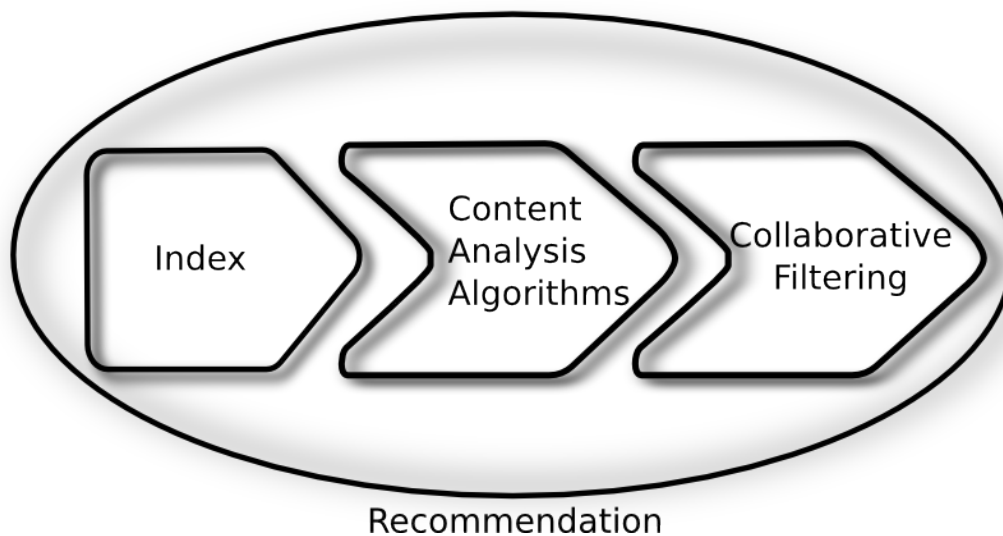 Index
Content
Analysis
Algorithms
Collaborative
Filtering
Recommendation